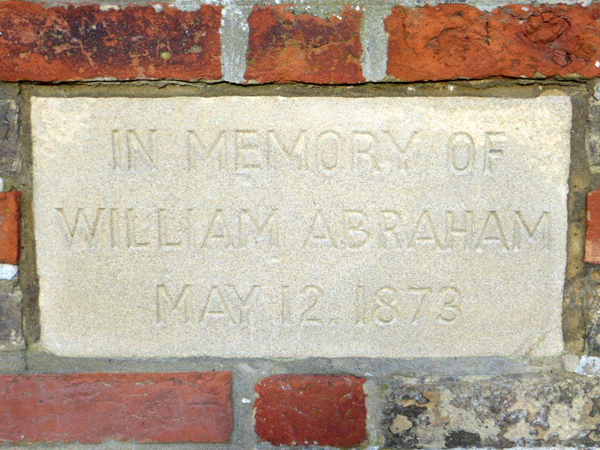 IN MEMORY OF
WILLIAM ABRAHAM
MAY 12. 1873